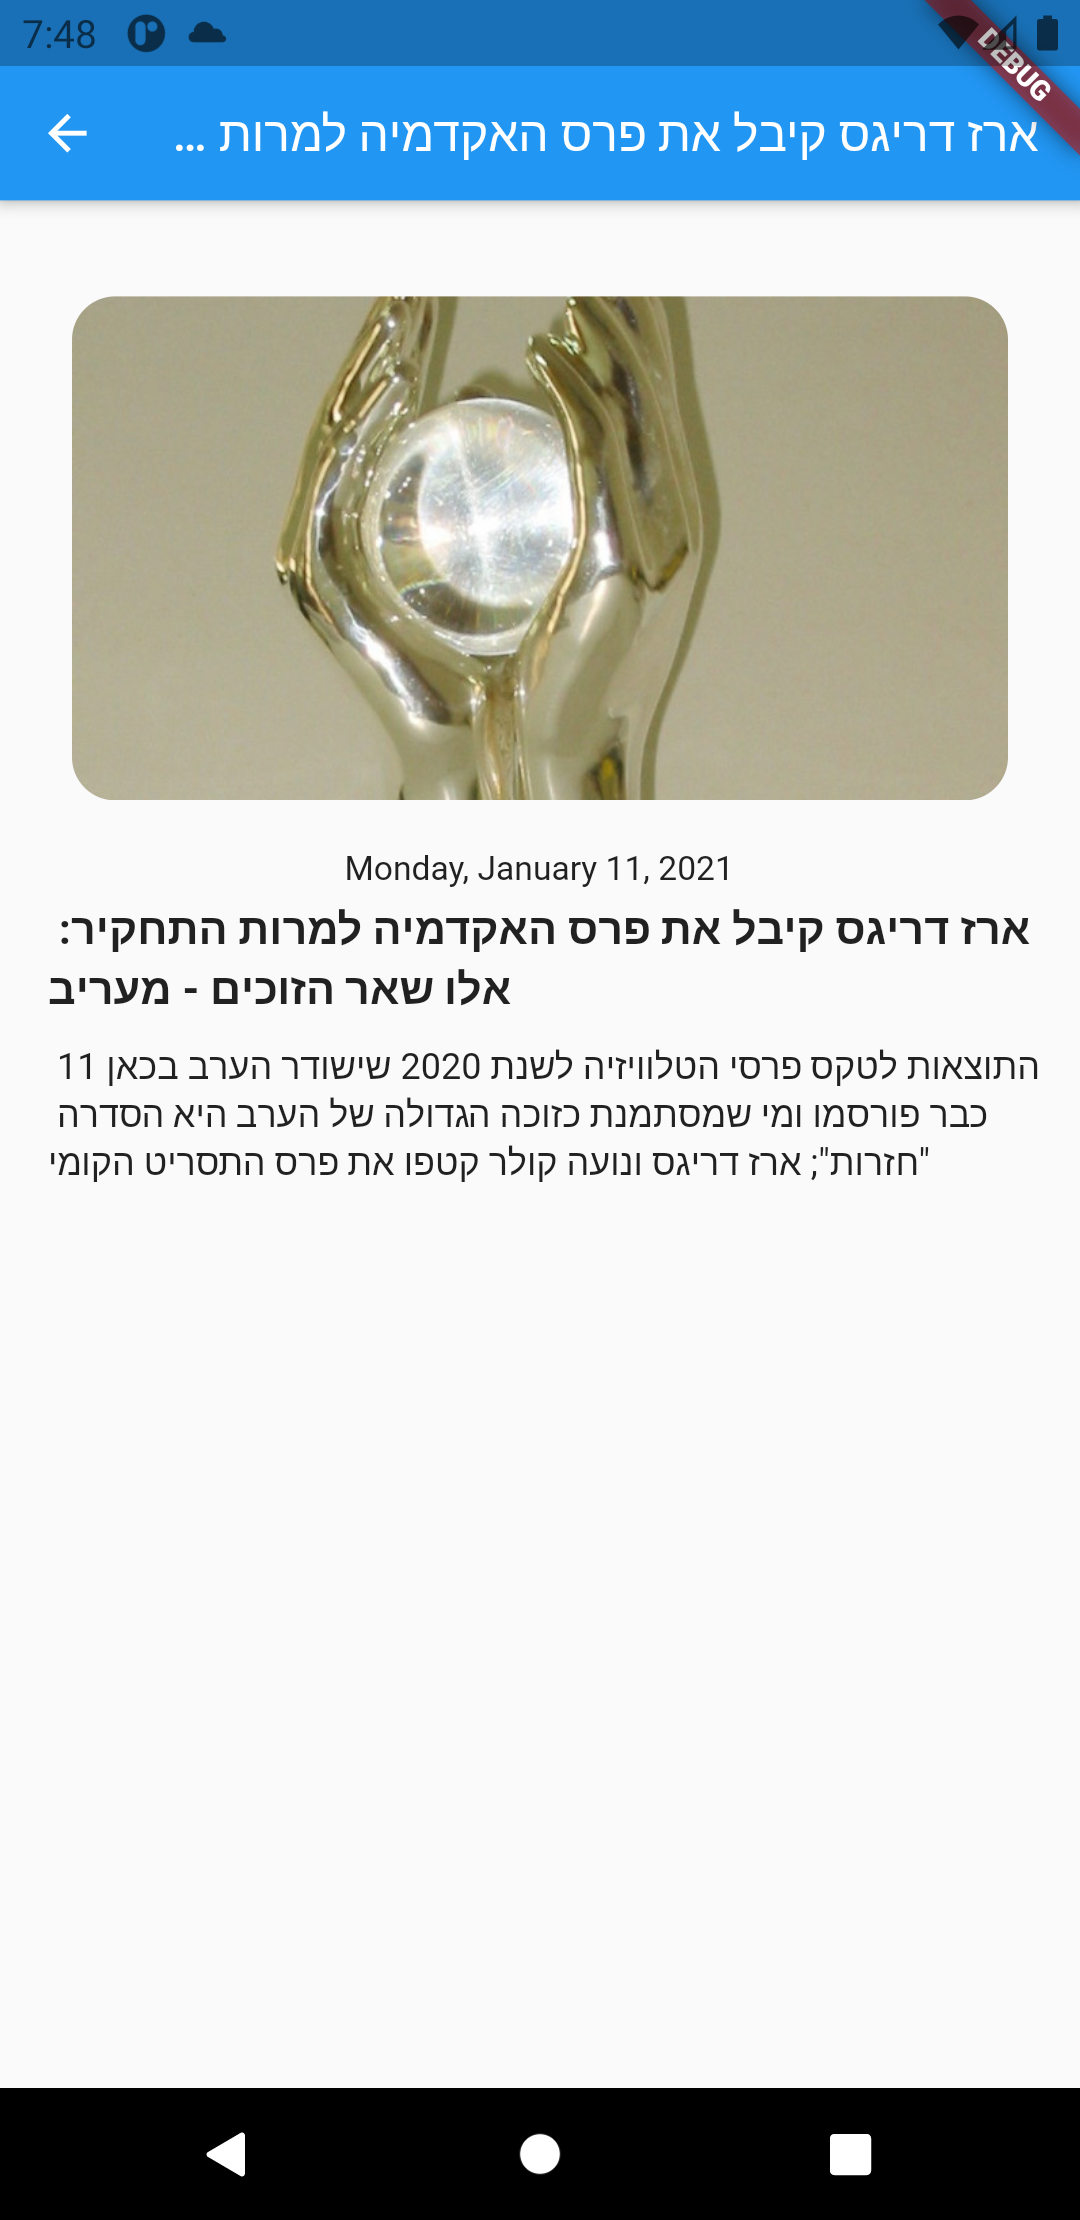 7:48
DEBUG
ארז דריגס קיבל את פרס האקדמיה למרות ...
Monday, January 11, 2021
ארז דריגס קיבל את פרס האקדמיה למרות התחקיר:
אלו שאר הזוכים - מעריב
התוצאות לטקס פרסי הטלוויזיה לשנת 2020 שישודר הערב בכאן 11
כבר פורסמו ומי שמסתמנת כזוכה הגדולה של הערב היא הסדרה
"חזרות"; ארז דריגס ונועה קולר קטפו את פרס התסריט הקומי